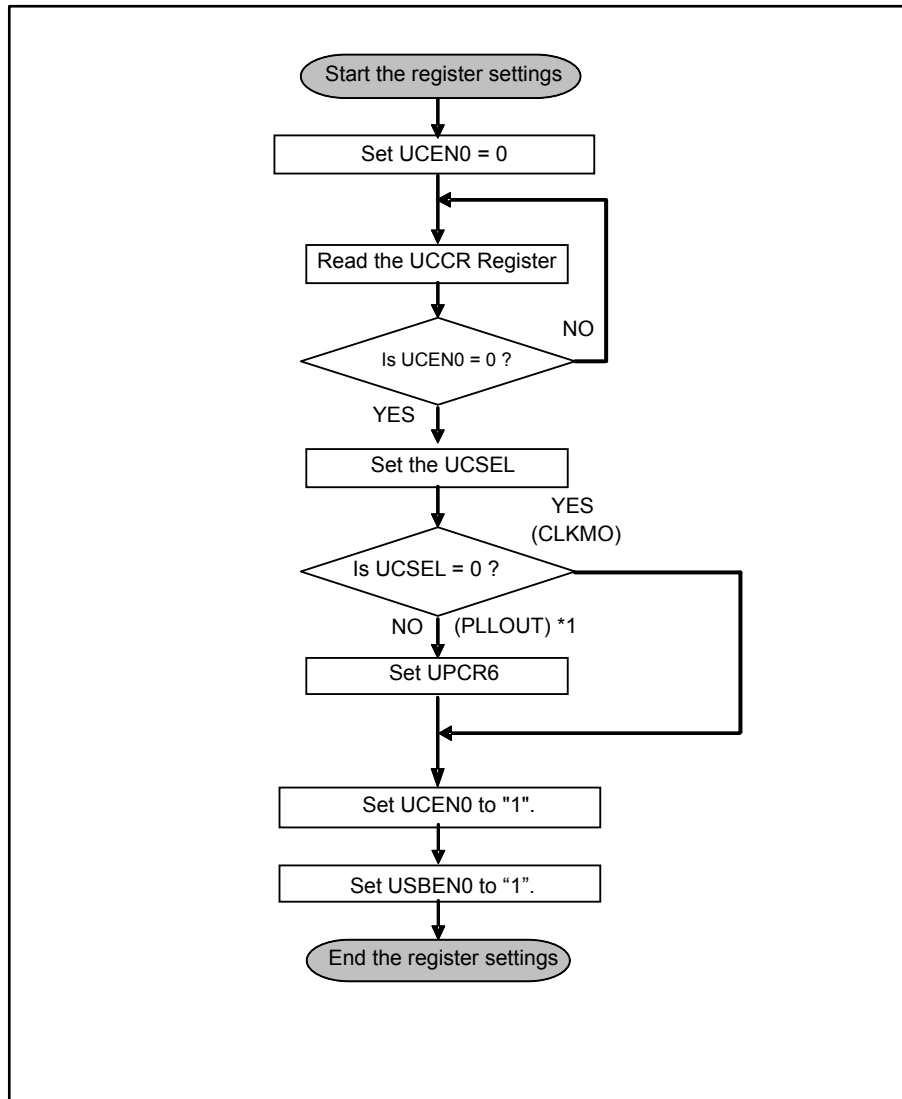 Start the register settings
Set UCEN0 = 0
Read the UCCR Register
NO
Is UCEN0 = 0 ?
YES
Set the UCSEL
YES
(CLKMO)
Is UCSEL = 0 ?
NO (PLLOUT) *1
Set UPCR6
Set UCEN0 to "1".
Set USBEN0 to “1”.
End the register settings